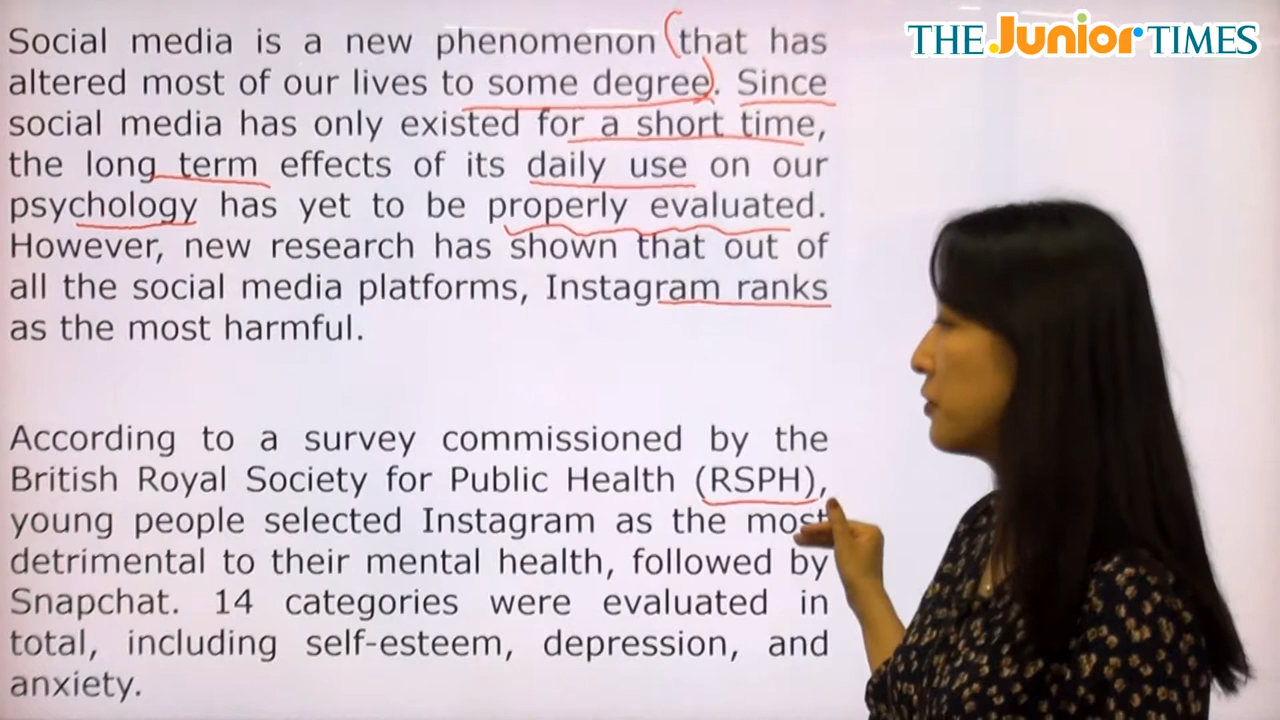 THE Junior TIMES
Social media is a new phenomenon (that has
altered most of our lives to some degree). Since
social media has only existed for a short time,
the long term effects of its daily use on our
psychology has yet to be properly evaluated.
However, new research has shown that out of
all the social media platforms, Instagram ranks
as the most harmful.
According to a survey commissioned by the
British Royal Society for Public Health (RSPH),
young people selected Instagram as the most
detrimental to their mental health, followed by
Snapchat. 14 categories were evaluated in
total, including self-esteem, depression, and
anxiety.